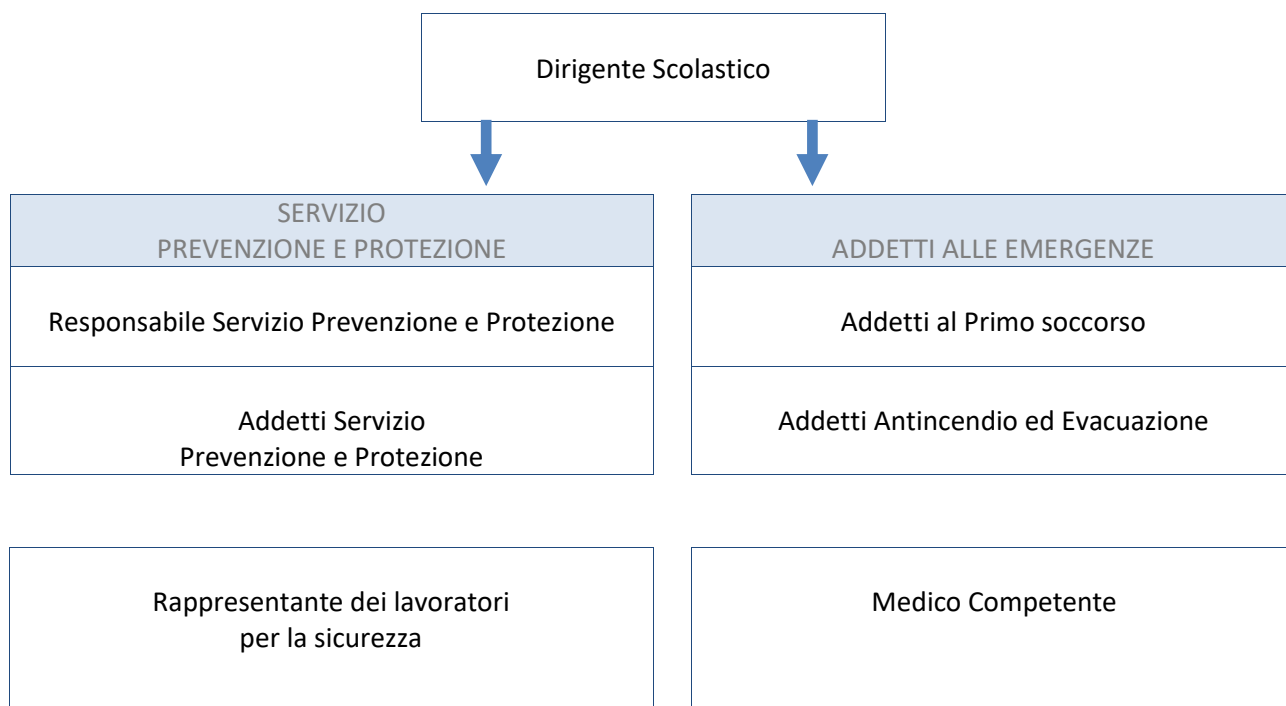 Dirigente Scolastico
SERVIZIO
PREVENZIONE E PROTEZIONE
Responsabile Servizio Prevenzione e Protezione
Addetti Servizio
Prevenzione e Protezione
ADDETTI ALLE EMERGENZE
Addetti al Primo soccorso
Addetti Antincendio ed Evacuazione
Rappresentante dei lavoratori
per la sicurezza
Medico Competente